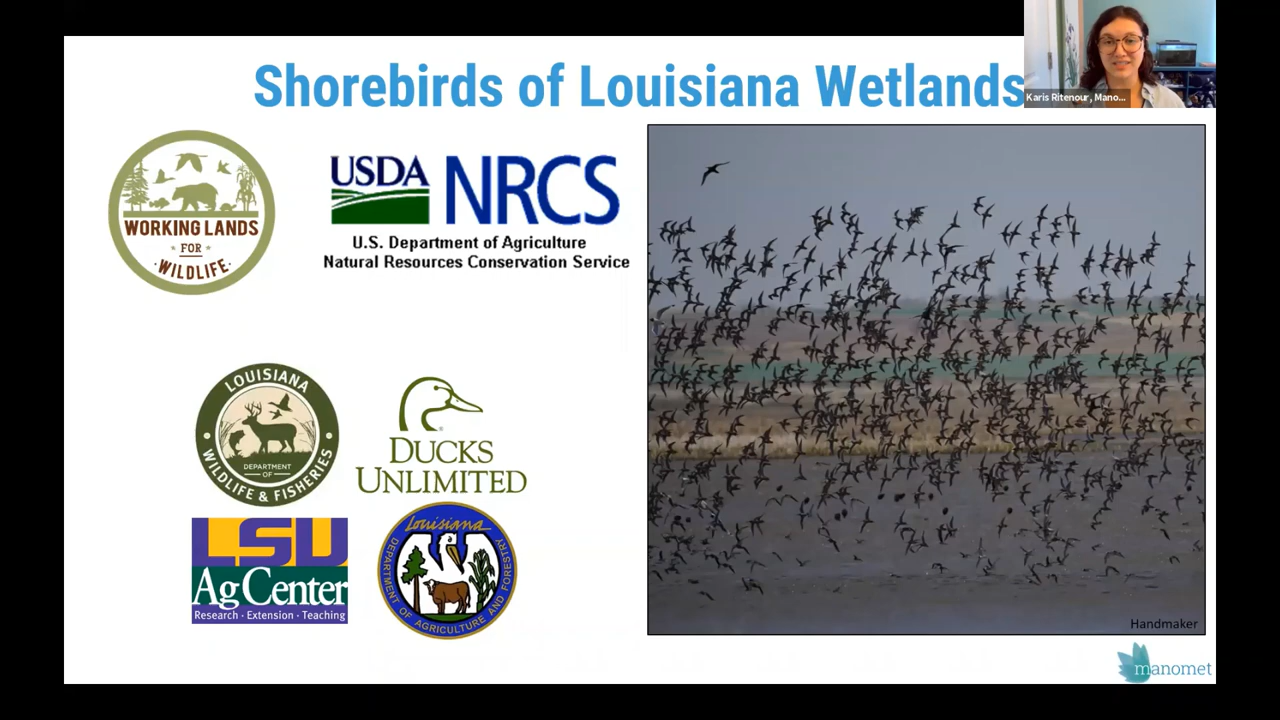 Shorebirds of Louisiana Wetlands
Karis Ritenour, Mano...
WORKING LANDS
FOR
WILDLIFE
USDA NRCS
U.S. Department of Agriculture
Natural Resources Conservation Service
LOUISIANA
DEPARTMENT
OF
WILDLIFE & FISHERIES
DUCKS
UNLIMITED
®
LSU
AgCenter
Research · Extension · Teaching
Louisiana
DEPARTMENT OF AGRICULTURE AND FORESTRY
Handmaker
manomet